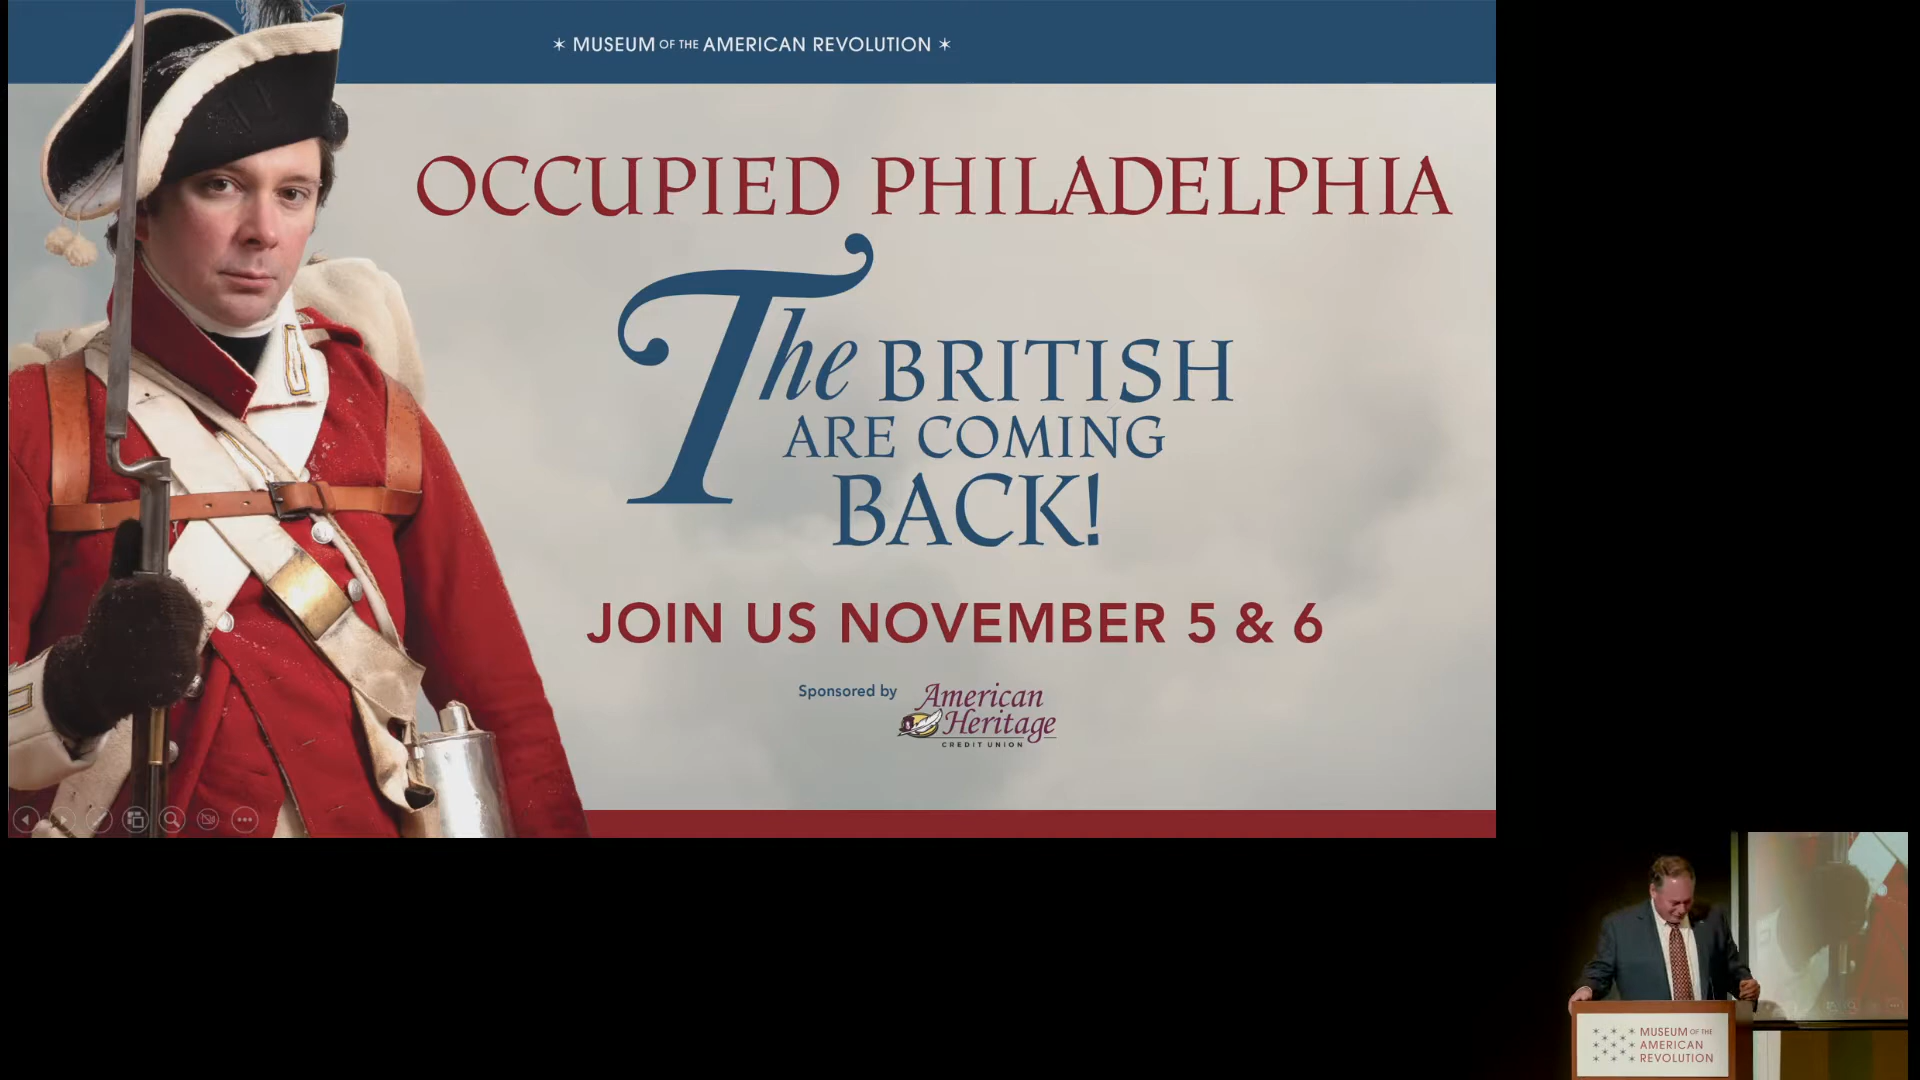 * MUSEUM OF THE AMERICAN REVOLUTION *
OCCUPIED PHILADELPHIA
The BRITISH
ARE COMING
BACK!
JOIN US NOVEMBER 5 & 6
Sponsored by
American
Heritage
CREDIT UNION
MUSEUM OF THE
AMERICAN
REVOLUTION